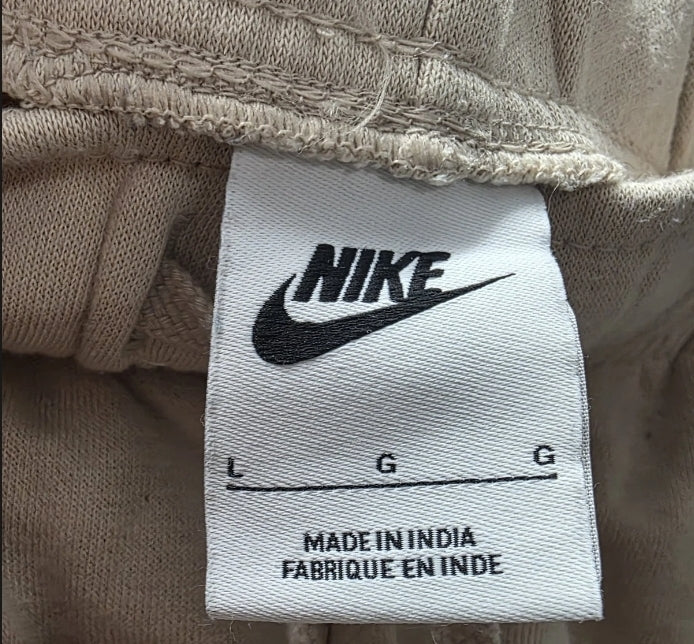 NIKE
L G G
MADE IN INDIA
FABRIQUE EN INDE